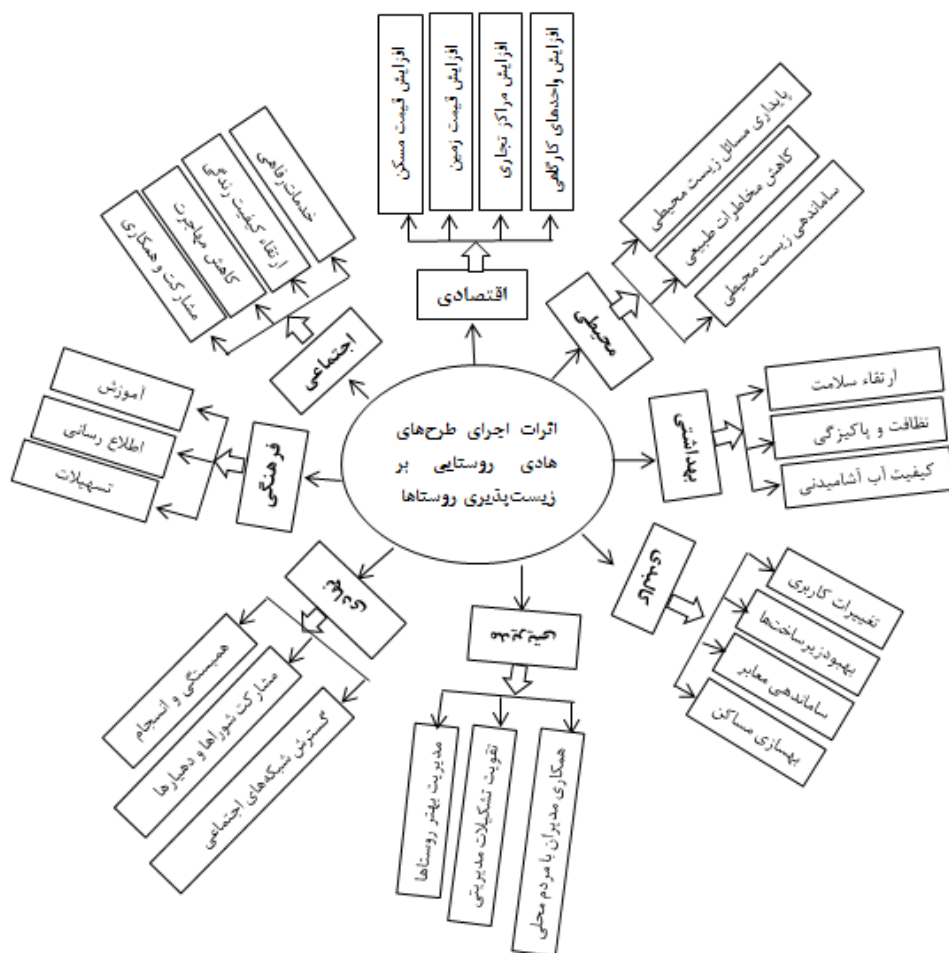 اثرات اجرای طرح‌های
هادی روستایی بر
زیست‌پذیری روستاها
اقتصادی
افزایش واحدهای کارگاهی
افزایش مراکز تجاری
افزایش قیمت زمین
افزایش قیمت مسکن
محیطی
پایداری مسائل زیست محیطی
کاهش مخاطرات طبیعی
ساماندهی زیست محیطی
بهداشتی
ارتقاء سلامت
نظافت و پاکیزگی
کیفیت آب آشامیدنی
کالبدی
تغییرات کاربری
بهبودزیرساخت‌ها
ساماندهی معابر
بهسازی مساکن
مدیریتی
همکاری مدیران با مردم محلی
تقویت تشکیلات مدیریتی
مدیریت بهتر روستاها
نهادی
گسترش شبکه‌های اجتماعی
مشارکت شوراها و دهیارها
همبستگی و انسجام
فرهنگی
آموزش
اطلاع رسانی
تسهیلات
اجتماعی
خدمات‌رفاهی
ارتقاء کیفیت زندگی
کاهش مهاجرت
مشارکت و همکاری